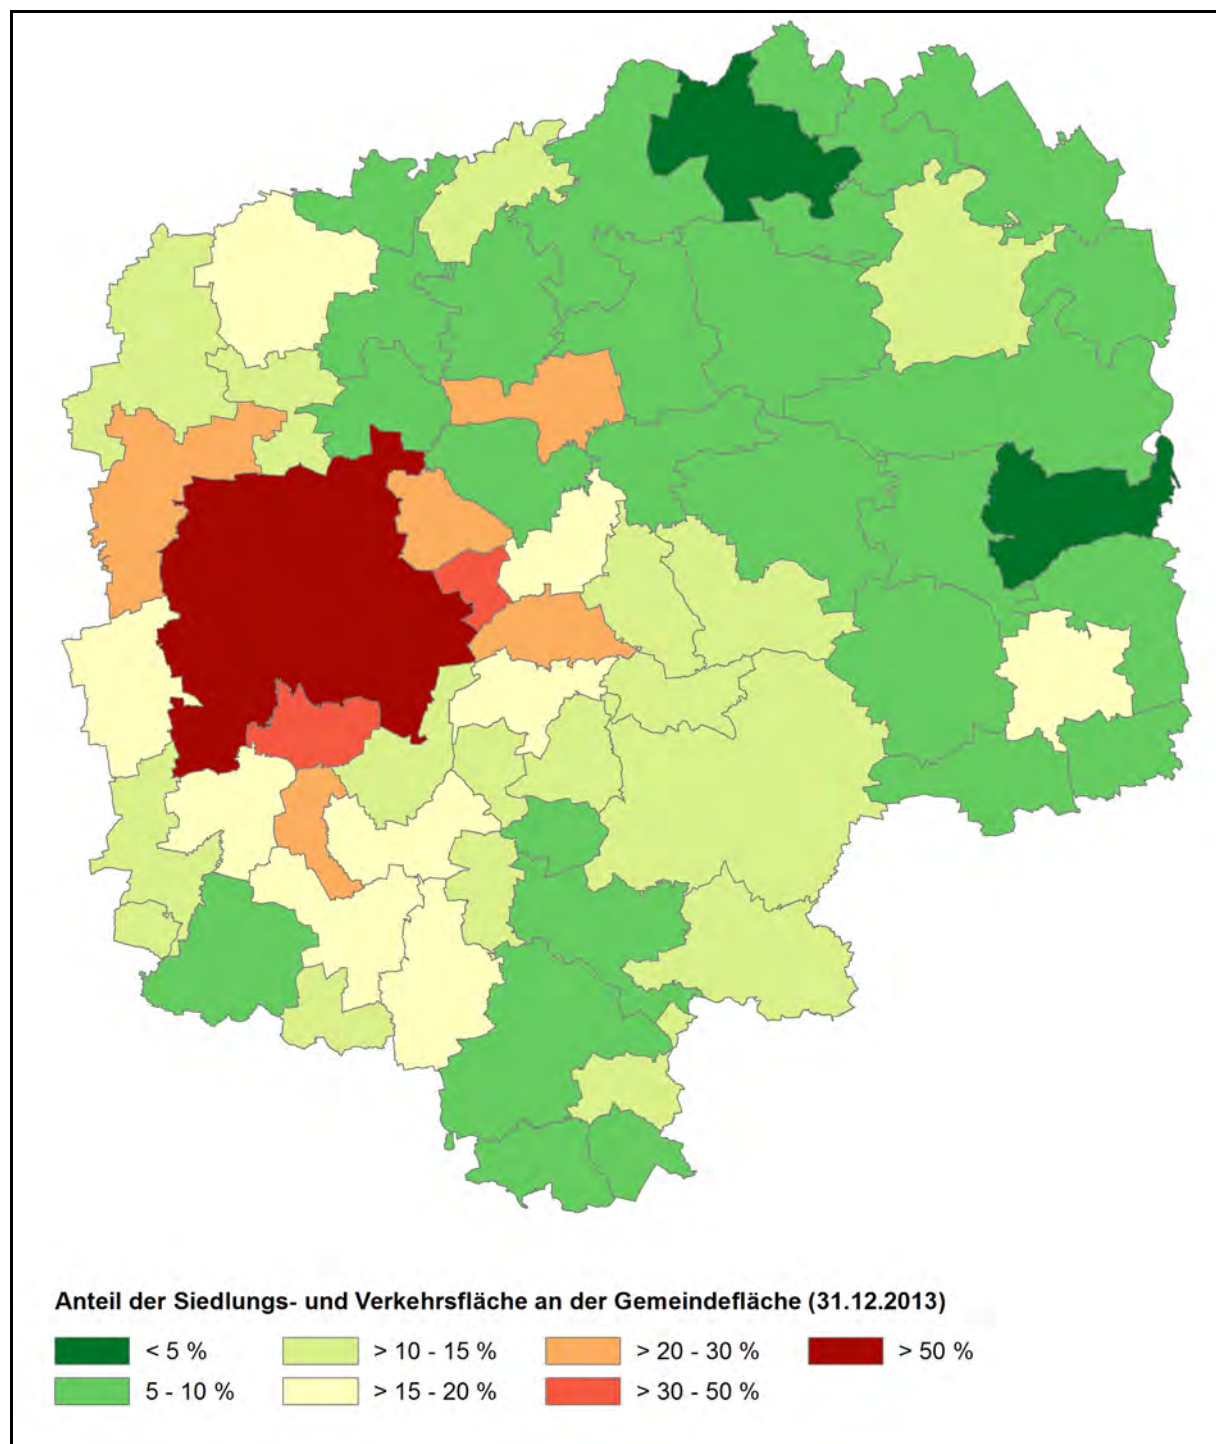 Anteil der Siedlungs- und Verkehrsfläche an der Gemeindefläche (31.12.2013)
< 5 % > 10 - 15 % > 20 - 30 % > 50 %
5 - 10 % > 15 - 20 % > 30 - 50 %